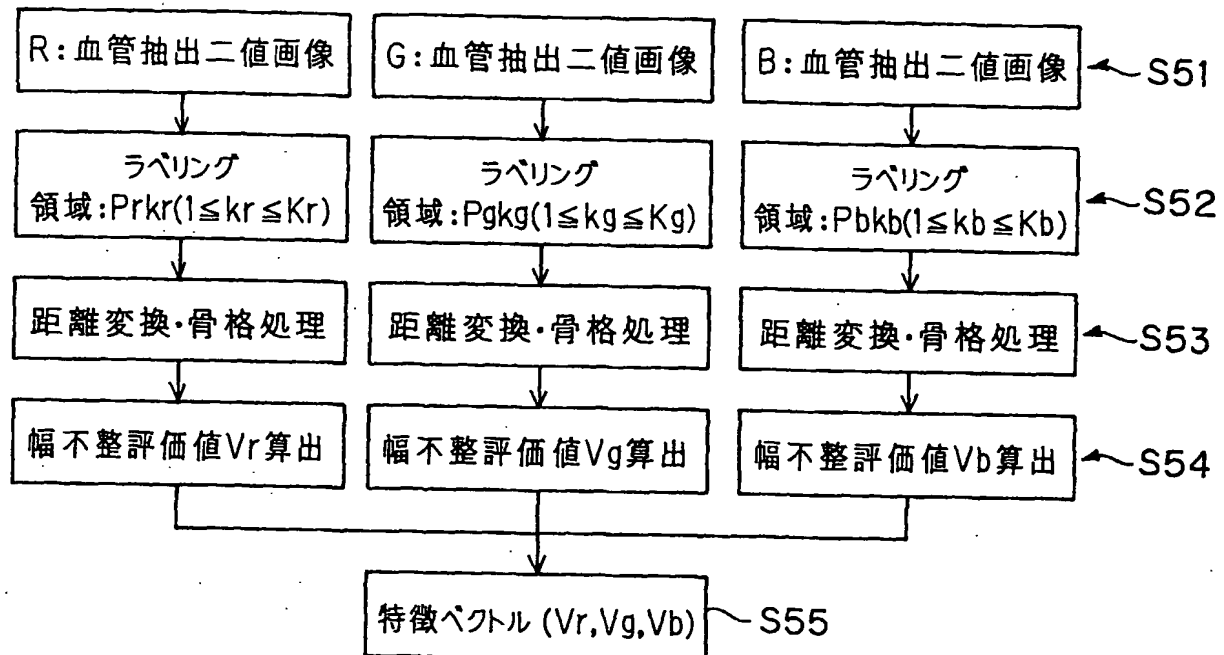 R:血管抽出二値画像
G:血管抽出二値画像
B:血管抽出二値画像
S51
ラベリング
領域:Prkr(1≦kr≦Kr)
ラベリング
領域:Pgkg(1≦kg≦Kg)
ラベリング
領域:Pbkb(1≦kb≦Kb)
S52
距離変換・骨格処理
距離変換・骨格処理
距離変換・骨格処理
S53
幅不整評価値Vr算出
幅不整評価値Vg算出
幅不整評価値Vb算出
S54
特徴ベクトル(Vr,Vg,Vb)
S55